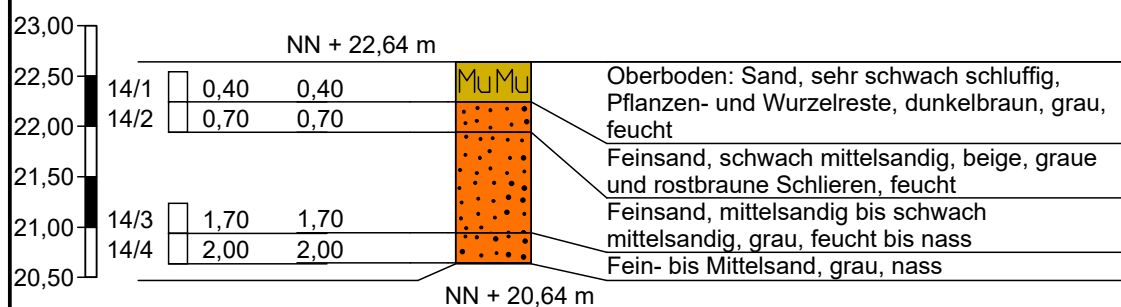 23,00
NN + 22,64 m
22,50
14/1 0,40 0,40
MuMu
Oberboden: Sand, sehr schwach schluffig,
Pflanzen- und Wurzelreste, dunkelbraun, grau,
feucht
22,00
14/2 0,70 0,70
Feinsand, schwach mittelsandig, beige, graue
und rostbraune Schlieren, feucht
21,50
21,00
14/3 1,70 1,70
Feinsand, mittelsandig bis schwach
mittelsandig, grau, feucht bis nass
14/4 2,00 2,00
Fein- bis Mittelsand, grau, nass
20,50
NN + 20,64 m